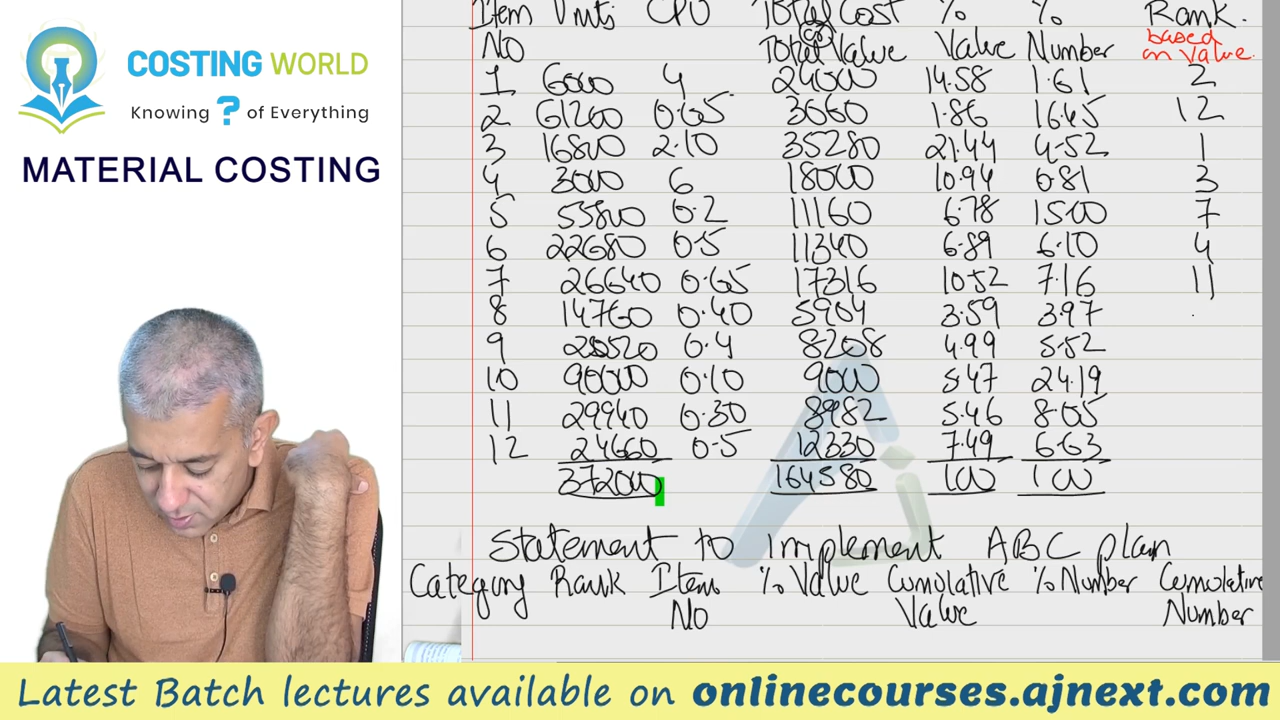 COSTING WORLD
Knowing ? of Everything
MATERIAL COSTING
Item Units CPU Total Cost % % Rank.
NO (or) Total Value Value Number based on Value.
1 6000 4 24000 14.58 1.61 2
2 61200 0.05 3060 1.86 16.45 12
3 16800 2.10 35280 21.44 4.52 1
4 3000 6 18000 10.94 0.81 3
5 55800 0.2 11160 6.78 15.00 7
6 22680 0.5 11340 6.89 6.10 4
7 26640 0.65 17316 10.52 7.16 11
8 14760 0.40 5904 3.59 3.97
9 20520 0.4 8208 4.99 5.52
10 90000 0.10 9000 5.47 24.19
11 29940 0.30 8982 5.46 8.05
12 24660 0.5 12330 7.49 6.63
372000 164580 100 100
Statement to implement ABC plan
Category Rank Item % Value Cumulative % Number Cumulative
NO Value Number
Latest Batch lectures available on onlinecourses.ajnext.com